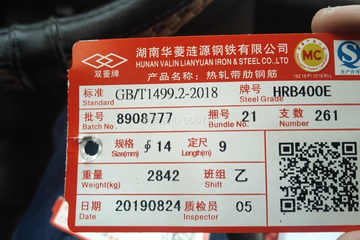 湖南华菱涟源钢铁有限公司
HUNAN VALIN LIANYUAN IRON & STEEL CO.,LTD.
双菱牌
产品名称: 热轧带肋钢筋
MC
标准 GB/T1499.2-2018 牌号 HRB400E
Standard Steel Grade
批号 8908777 捆号 21 支数 261
Batch No. Bundle No. Number
规格 ϕ14 定尺 9
Size(mm) Length(m)
重量 2842 班组 乙
Weight(kg)
日期 20190824 质检员 05
Date Inspector